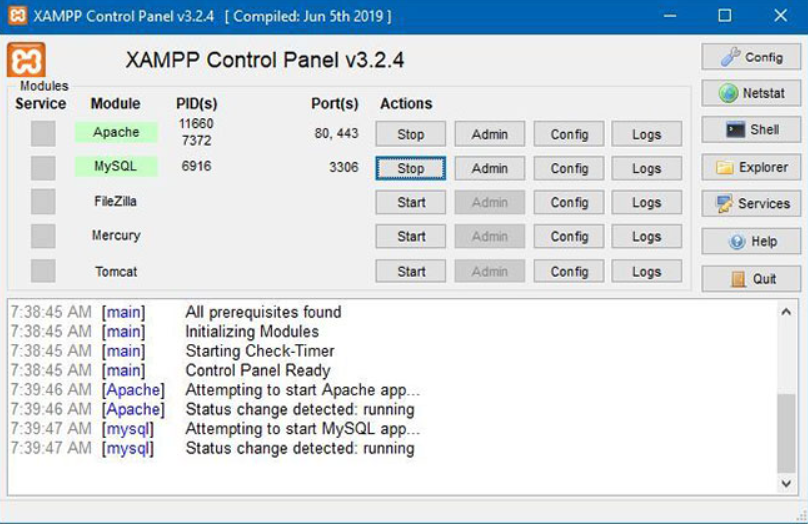 XAMPP Control Panel v3.2.4 [ Compiled: Jun 5th 2019 ]
XAMPP Control Panel v3.2.4
Config
Modules
Service Module PID(s) Port(s) Actions
Netstat
Apache 11660 7372 80, 443 Stop Admin Config Logs
Shell
MySQL 6916 3306 Stop Admin Config Logs
Explorer
FileZilla Start Admin Config Logs
Services
Mercury Start Admin Config Logs
Help
Tomcat Start Admin Config Logs
Quit
7:38:45 AM [main] All prerequisites found
7:38:45 AM [main] Initializing Modules
7:38:45 AM [main] Starting Check-Timer
7:38:45 AM [main] Control Panel Ready
7:39:46 AM [Apache] Attempting to start Apache app...
7:39:46 AM [Apache] Status change detected: running
7:39:47 AM [mysql] Attempting to start MySQL app...
7:39:47 AM [mysql] Status change detected: running